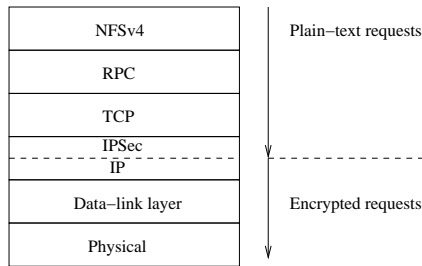 NFSv4
Plain-text requests
RPC
TCP
IPSec
IP
Data-link layer
Encrypted requests
Physical